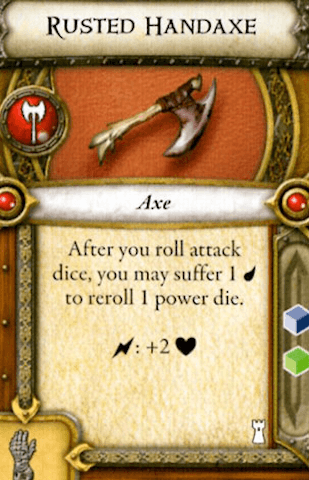 RUSTED HANDAXE
Axe
After you roll attack
dice, you may suffer 1
to reroll 1 power die.
: +2